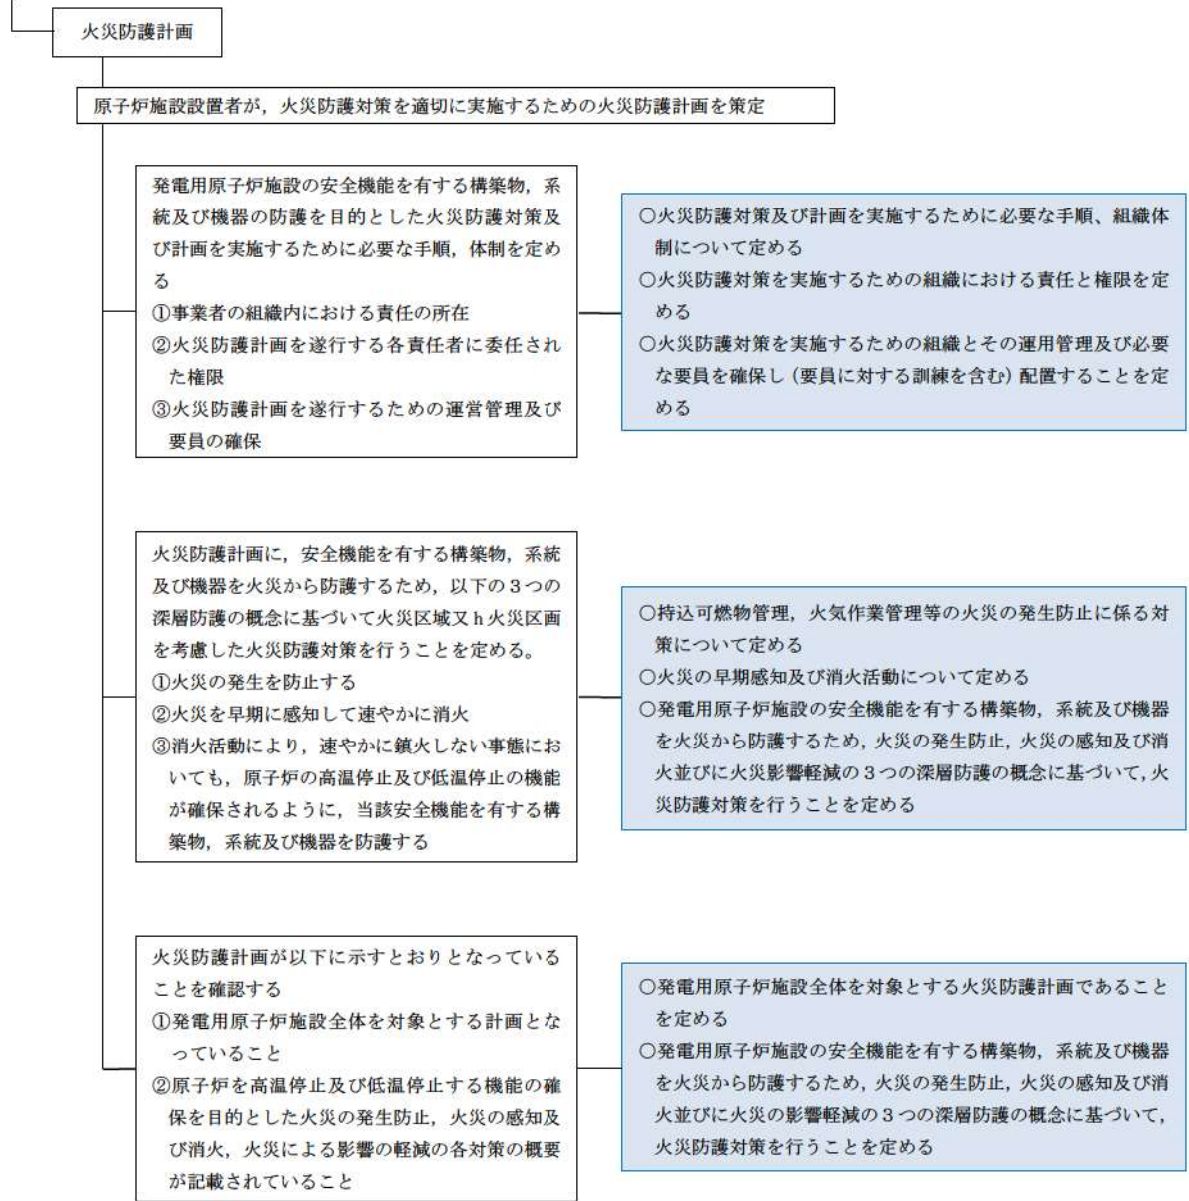 火災防護計画
原子炉施設設置者が，火災防護対策を適切に実施するための火災防護計画を策定
発電用原子炉施設の安全機能を有する構築物，系
統及び機器の防護を目的とした火災防護対策及
び計画を実施するために必要な手順，体制を定め
る
①事業者の組織内における責任の所在
②火災防護計画を遂行する各責任者に委任され
た権限
③火災防護計画を遂行するための運営管理及び
要員の確保
○火災防護対策及び計画を実施するために必要な手順、組織体
制について定める
○火災防護対策を実施するための組織における責任と権限を定
める
○火災防護対策を実施するための組織とその運用管理及び必要
な要員を確保し（要員に対する訓練を含む）配置することを定
める
火災防護計画に，安全機能を有する構築物，系統
及び機器を火災から防護するため，以下の３つの
深層防護の概念に基づいて火災区域又ｈ火災区画
を考慮した火災防護対策を行うことを定める。
①火災の発生を防止する
②火災を早期に感知して速やかに消火
③消火活動により，速やかに鎮火しない事態にお
いても，原子炉の高温停止及び低温停止の機能
が確保されるように，当該安全機能を有する構
築物，系統及び機器を防護する
○持込可燃物管理，火気作業管理等の火災の発生防止に係る対
策について定める
○火災の早期感知及び消火活動について定める
○発電用原子炉施設の安全機能を有する構築物，系統及び機器
を火災から防護するため，火災の発生防止，火災の感知及び消
火並びに火災影響軽減の３つの深層防護の概念に基づいて，火
災防護対策を行うことを定める
火災防護計画が以下に示すとおりとなっている
ことを確認する
①発電用原子炉施設全体を対象とする計画とな
っていること
②原子炉を高温停止及び低温停止する機能の確
保を目的とした火災の発生防止，火災の感知及
び消火，火災による影響の軽減の各対策の概要
が記載されていること
○発電用原子炉施設全体を対象とする火災防護計画であること
を定める
○発電用原子炉施設の安全機能を有する構築物，系統及び機器
を火災から防護するため，火災の発生防止，火災の感知及び消
火並びに火災の影響軽減の３つの深層防護の概念に基づいて，
火災防護対策を行うことを定める